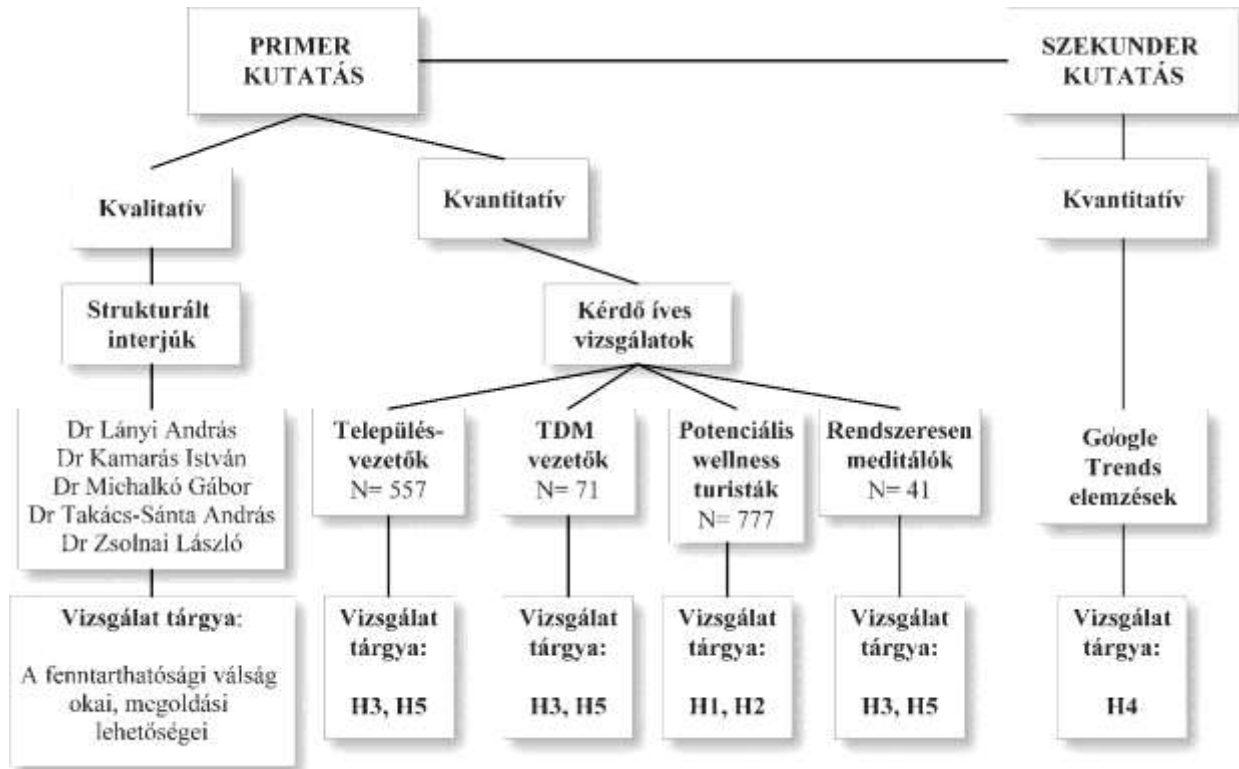 PRIMER
KUTATÁS
SZEKUNDER
KUTATÁS
Kvalitatív
Kvantitatív
Kvantitatív
Strukturált
interjúk
Kérdő íves
vizsgálatok
Dr Lányi András
Dr Kamarás István
Dr Michalkó Gábor
Dr Takács-Sánta András
Dr Zsolnai László
Település-
vezetők
N= 557
TDM
vezetők
N= 71
Potenciális
wellness
turisták
N= 777
Rendszeresen
meditálók
N= 41
Google
Trends
elemzések
Vizsgálat tárgya:
A fenntarthatósági válság
okai, megoldási
lehetőségei
Vizsgálat
tárgya:
H3, H5
Vizsgálat
tárgya:
H3, H5
Vizsgálat
tárgya:
H1, H2
Vizsgálat
tárgya:
H3, H5
Vizsgálat
tárgya:
H4